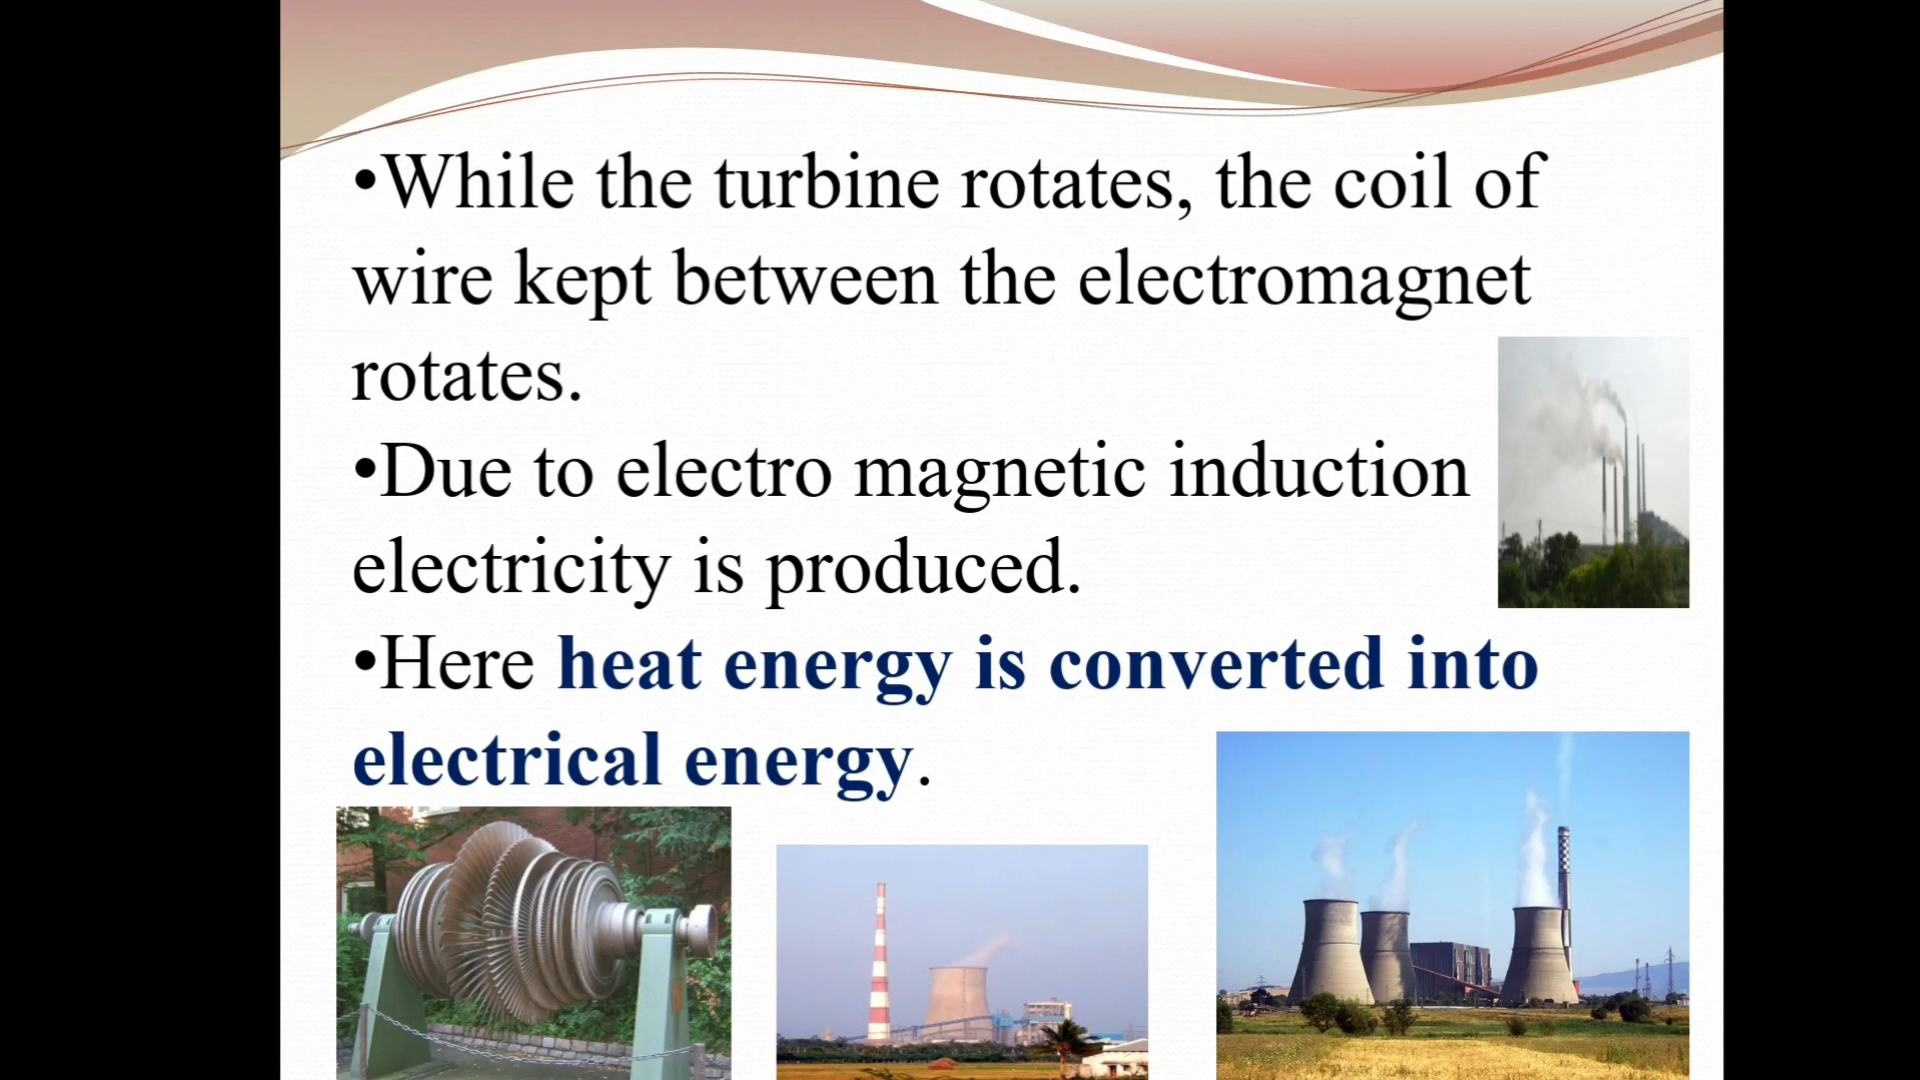 •While the turbine rotates, the coil of
wire kept between the electromagnet
rotates.
•Due to electro magnetic induction
electricity is produced.
•Here heat energy is converted into
electrical energy.